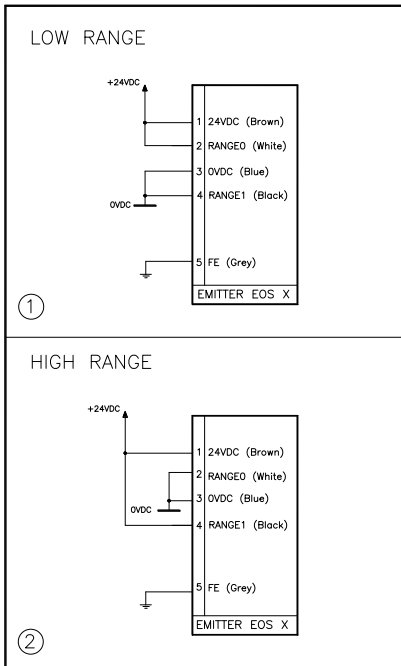 LOW RANGE
+24VDC
1 24VDC (Brown)
2 RANGE0 (White)
3 0VDC (Blue)
0VDC
4 RANGE1 (Black)
5 FE (Grey)
EMITTER EOS X
1
HIGH RANGE
+24VDC
1 24VDC (Brown)
2 RANGE0 (White)
3 0VDC (Blue)
0VDC
4 RANGE1 (Black)
5 FE (Grey)
EMITTER EOS X
2